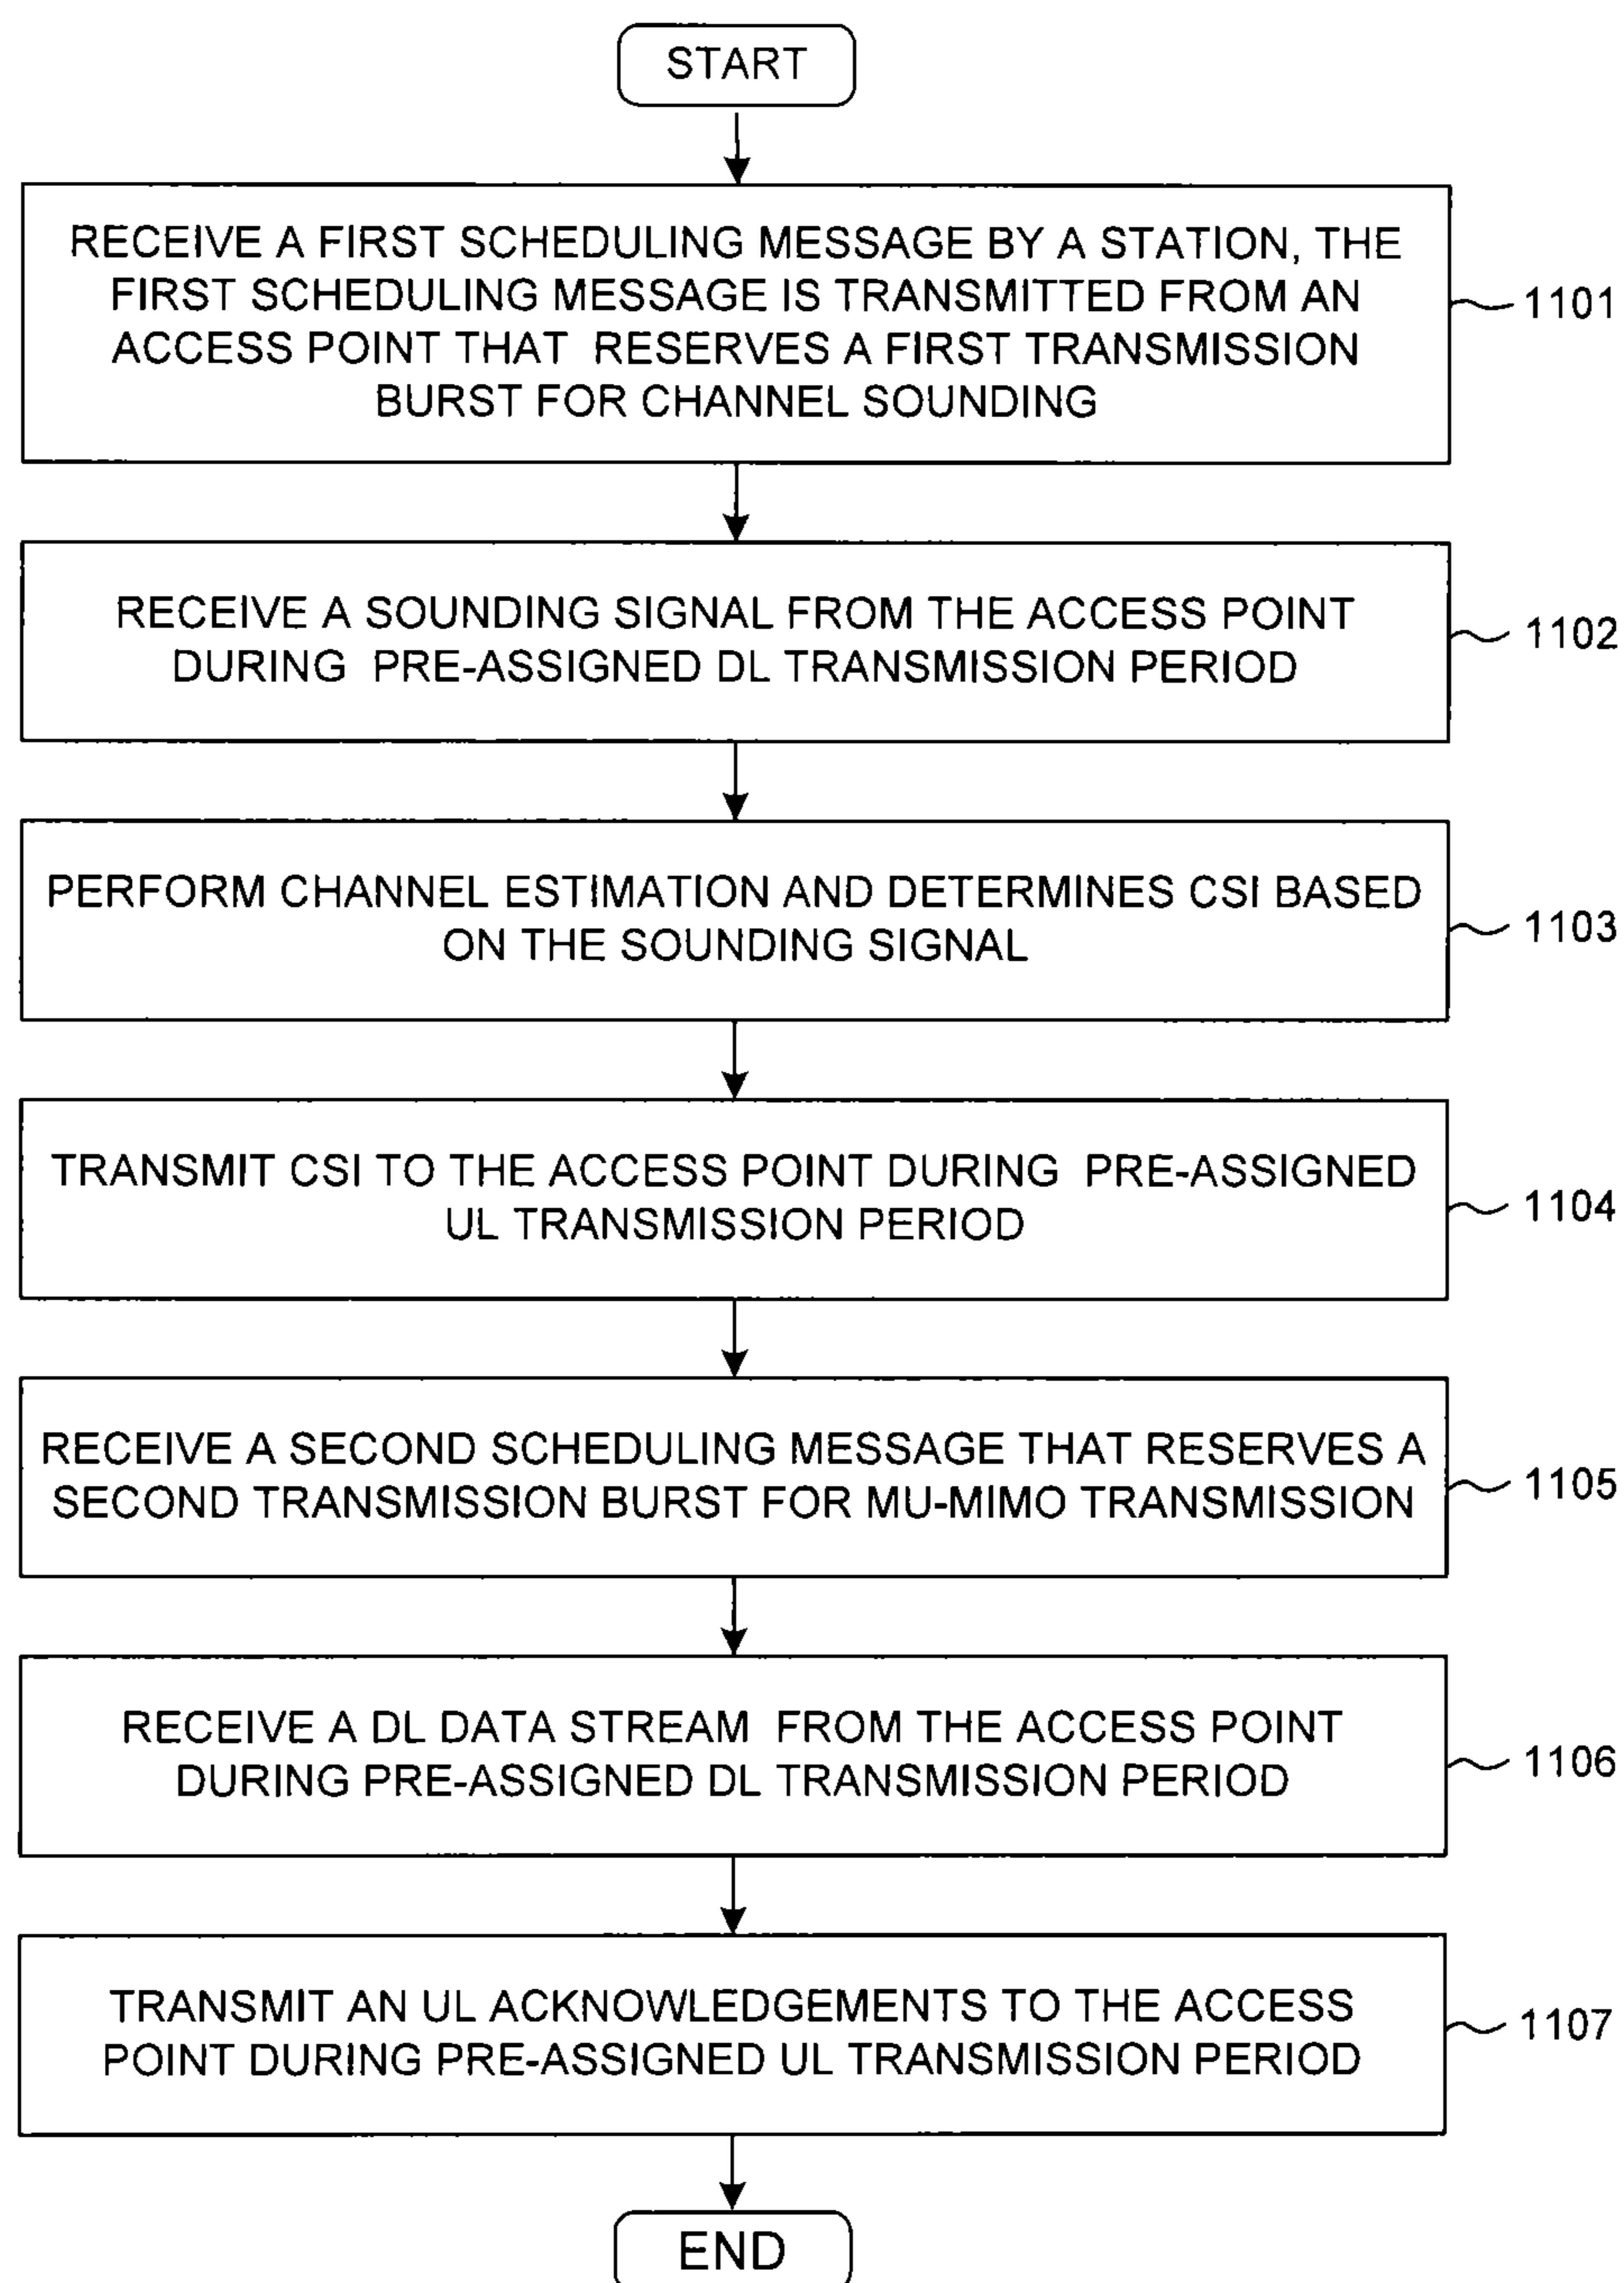 START
RECEIVE A FIRST SCHEDULING MESSAGE BY A STATION, THE
FIRST SCHEDULING MESSAGE IS TRANSMITTED FROM AN
ACCESS POINT THAT RESERVES A FIRST TRANSMISSION
BURST FOR CHANNEL SOUNDING
1101
RECEIVE A SOUNDING SIGNAL FROM THE ACCESS POINT
DURING PRE-ASSIGNED DL TRANSMISSION PERIOD
1102
PERFORM CHANNEL ESTIMATION AND DETERMINES CSI BASED
ON THE SOUNDING SIGNAL
1103
TRANSMIT CSI TO THE ACCESS POINT DURING PRE-ASSIGNED
UL TRANSMISSION PERIOD
1104
RECEIVE A SECOND SCHEDULING MESSAGE THAT RESERVES A
SECOND TRANSMISSION BURST FOR MU-MIMO TRANSMISSION
1105
RECEIVE A DL DATA STREAM FROM THE ACCESS POINT
DURING PRE-ASSIGNED DL TRANSMISSION PERIOD
1106
TRANSMIT AN UL ACKNOWLEDGEMENTS TO THE ACCESS
POINT DURING PRE-ASSIGNED UL TRANSMISSION PERIOD
1107
END